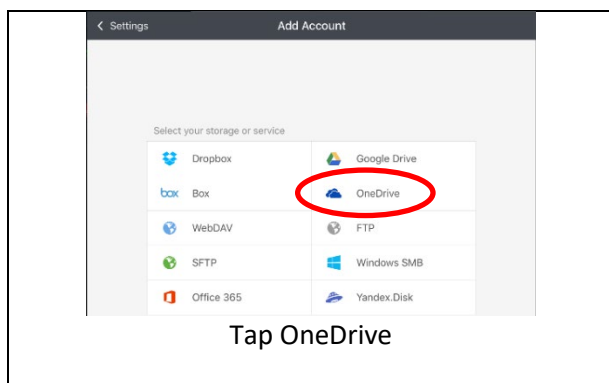 Settings Add Account
Select your storage or service
Dropbox Google Drive
box Box OneDrive
WebDAV FTP
SFTP Windows SMB
Office 365 Yandex.Disk
Tap OneDrive